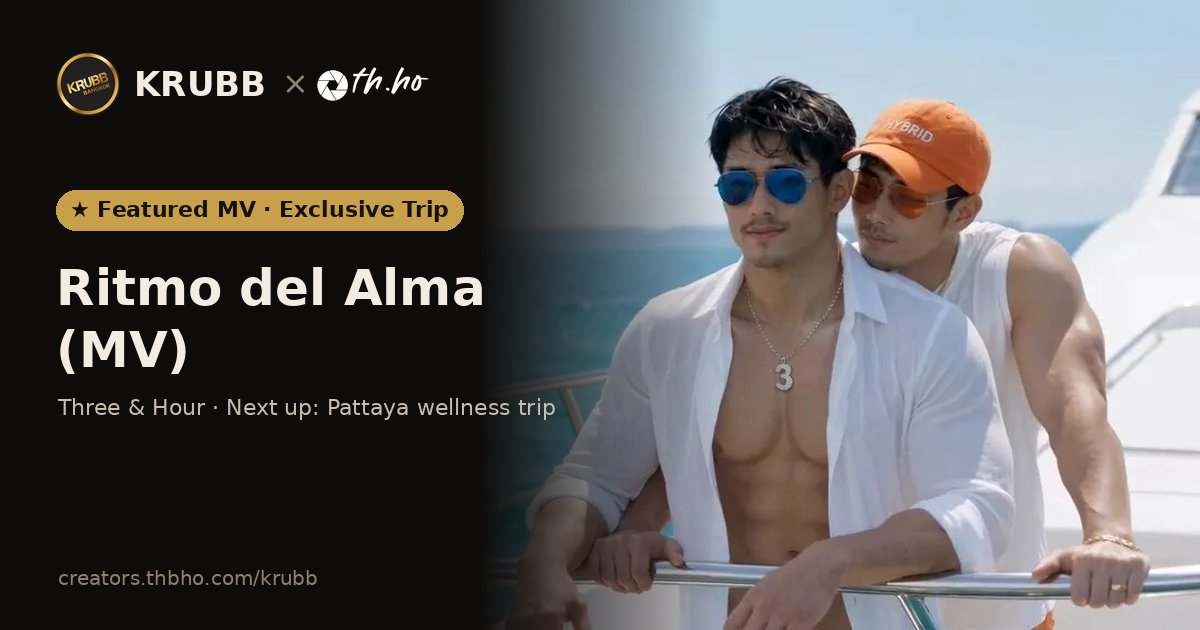 KRUBB
BANGKOK
KRUBB × th.ho
★ Featured MV · Exclusive Trip
Ritmo del Alma
(MV)
Three & Hour · Next up: Pattaya wellness trip
creators.thbho.com/krubb
HYBRID
3